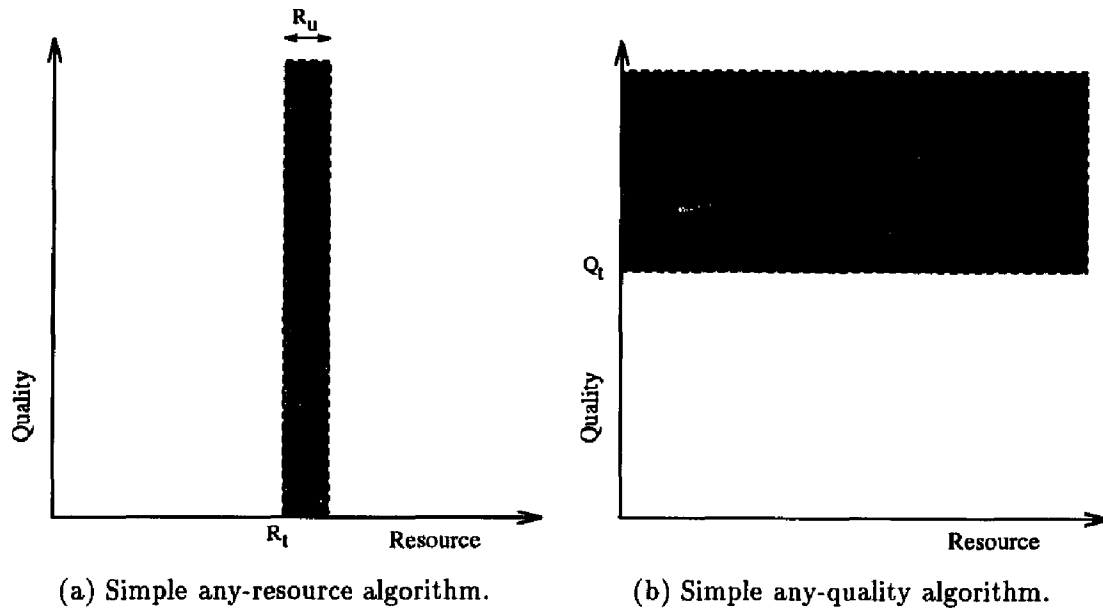 R_u
Quality
R_t
Resource
(a) Simple any-resource algorithm.
Q_t
Quality
Resource
(b) Simple any-quality algorithm.